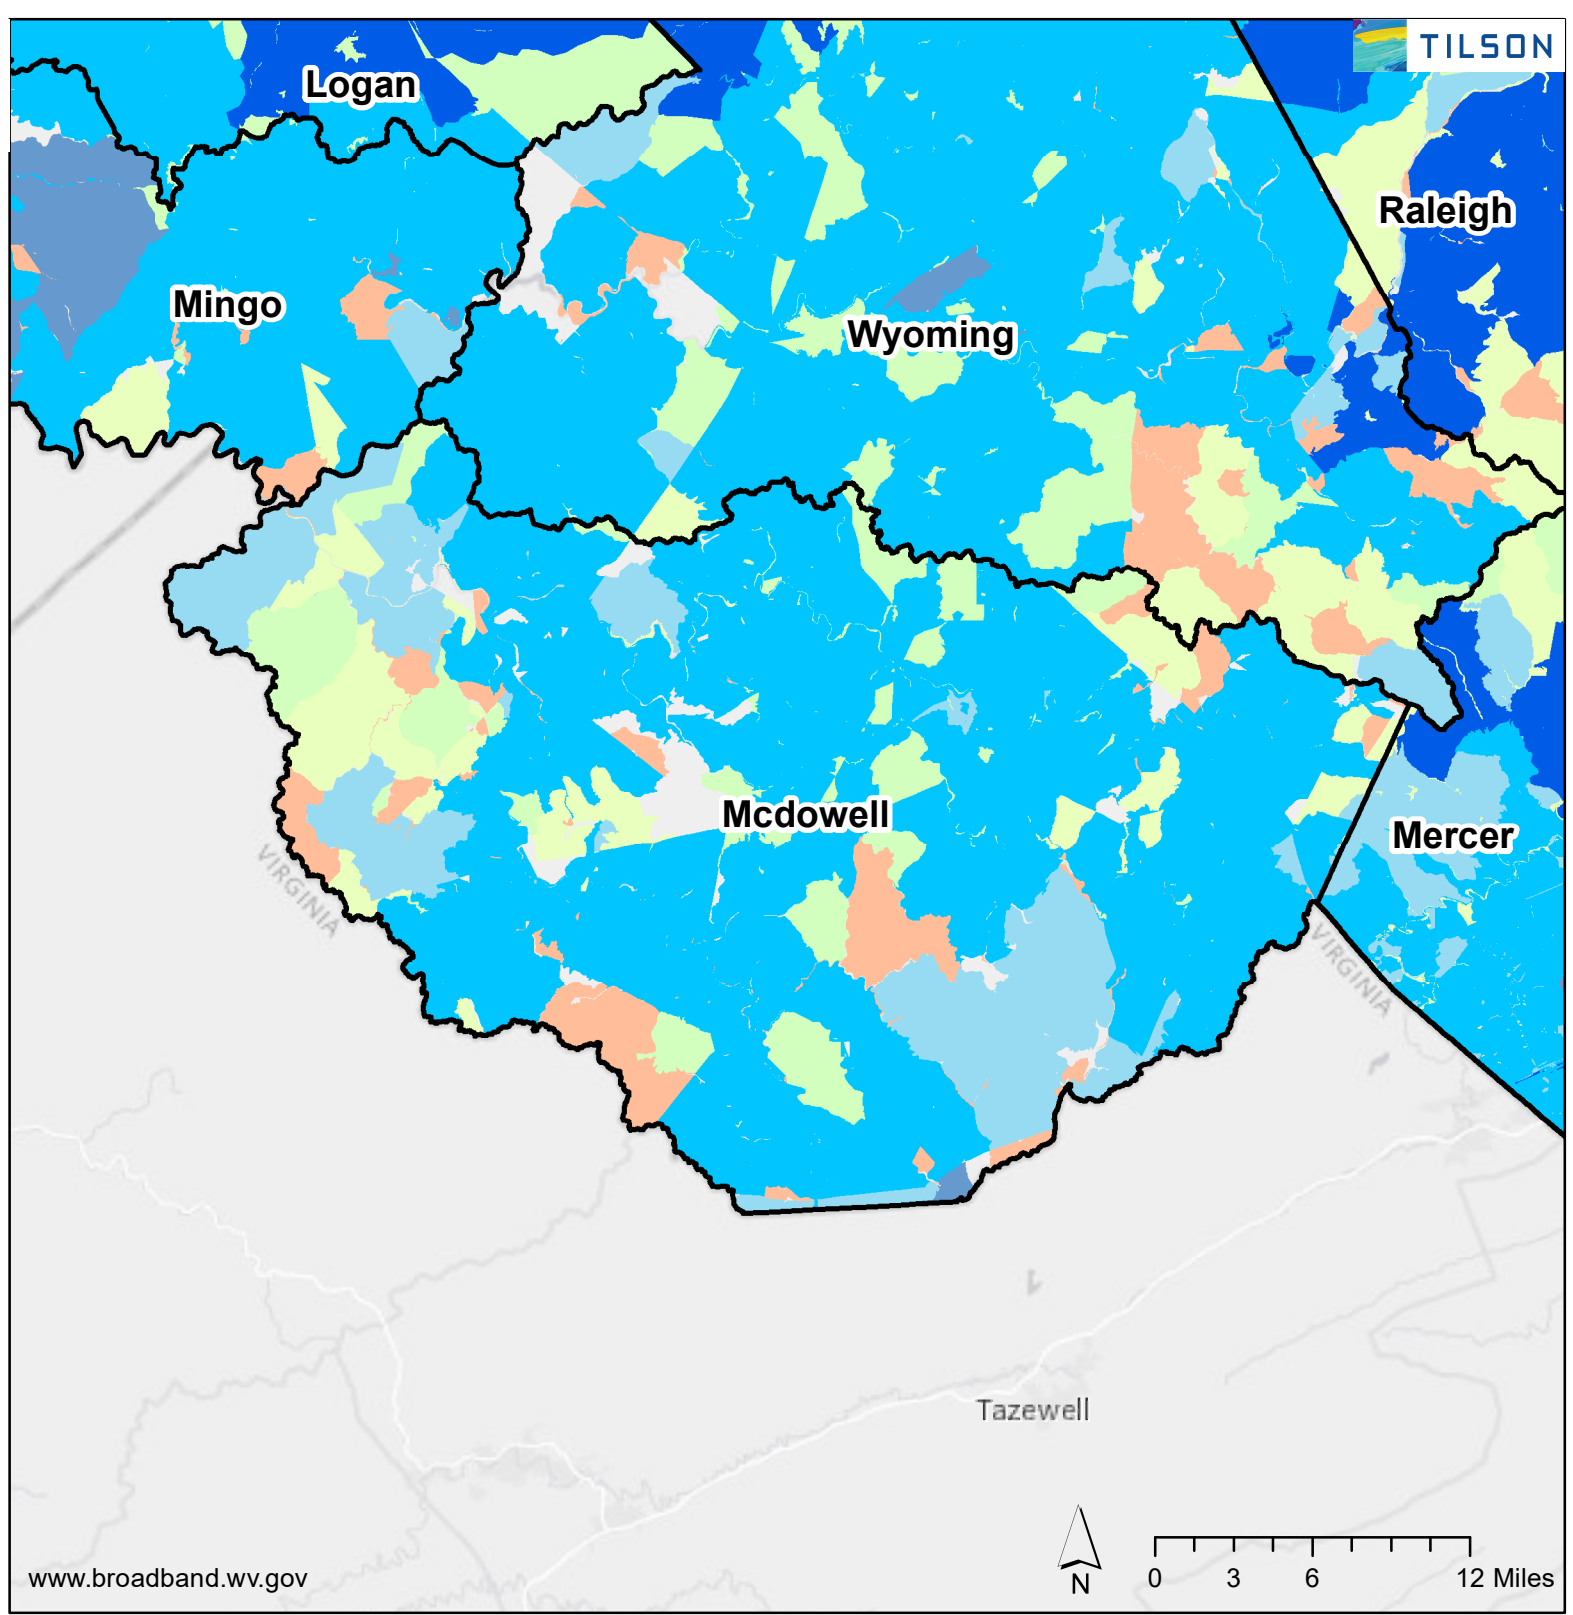 TILSON
Logan
Raleigh
Mingo
Wyoming
Mcdowell
Mercer
VIRGINIA
VIRGINIA
Tazewell
www.broadband.wv.gov
N
0 3 6 12 Miles